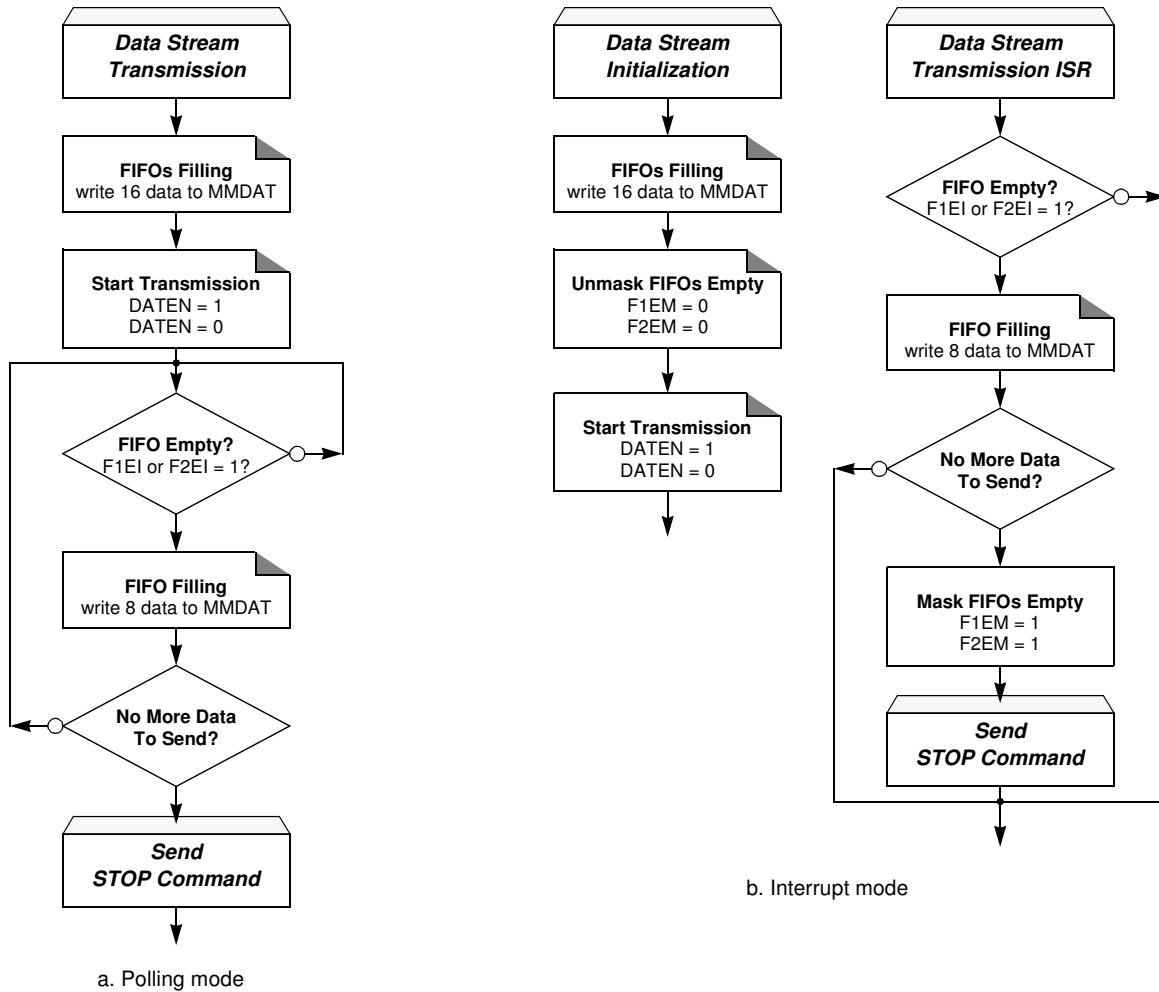 Data Stream
Transmission
FIFOs Filling
write 16 data to MMDAT
Start Transmission
DATEN = 1
DATEN = 0
FIFO Empty?
F1EI or F2EI = 1?
FIFO Filling
write 8 data to MMDAT
No More Data
To Send?
Send
STOP Command
a. Polling mode
Data Stream
Initialization
FIFOs Filling
write 16 data to MMDAT
Unmask FIFOs Empty
F1EM = 0
F2EM = 0
Start Transmission
DATEN = 1
DATEN = 0
Data Stream
Transmission ISR
FIFO Empty?
F1EI or F2EI = 1?
FIFO Filling
write 8 data to MMDAT
No More Data
To Send?
Mask FIFOs Empty
F1EM = 1
F2EM = 1
Send
STOP Command
b. Interrupt mode